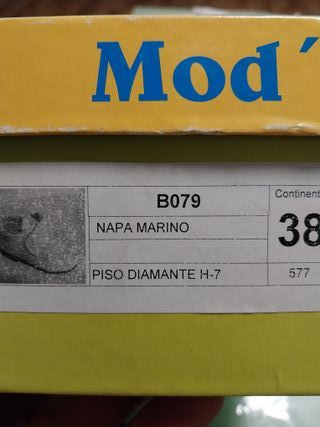 Mod´
B079
Continent
NAPA MARINO
38
PISO DIAMANTE H-7
577